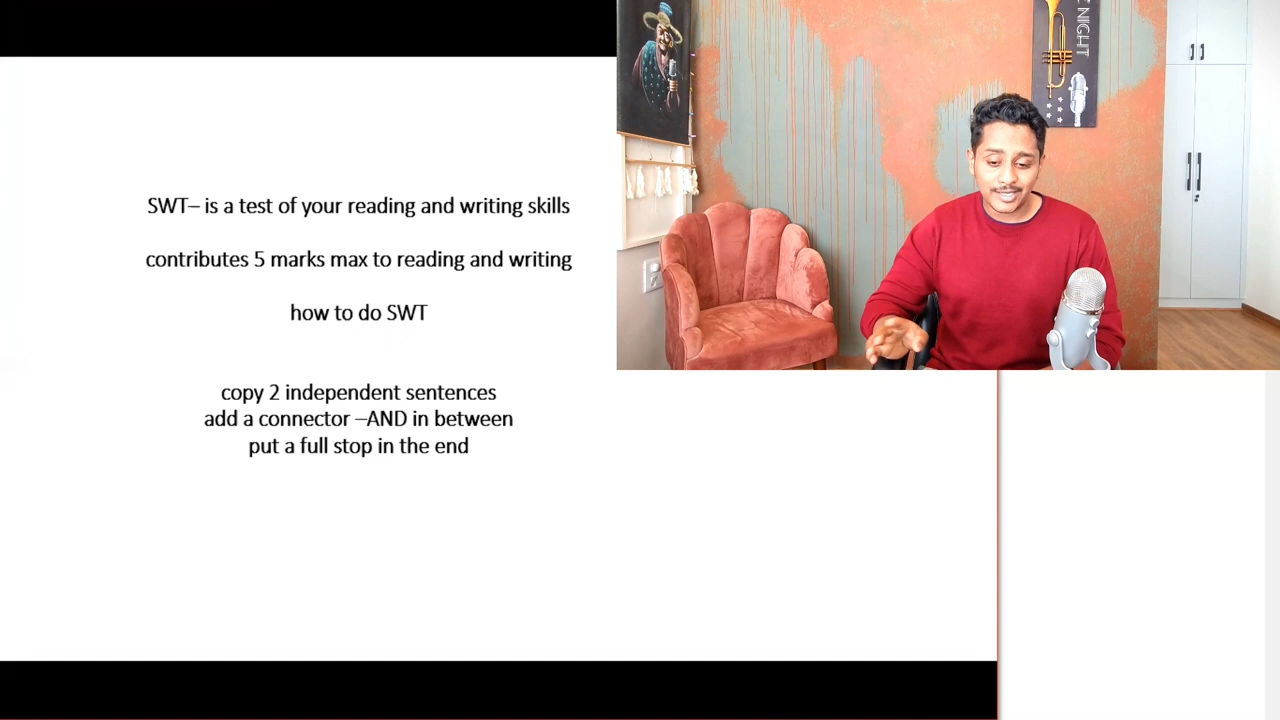 SWT– is a test of your reading and writing skills
contributes 5 marks max to reading and writing
how to do SWT
copy 2 independent sentences
add a connector –AND in between
put a full stop in the end
NIGHT